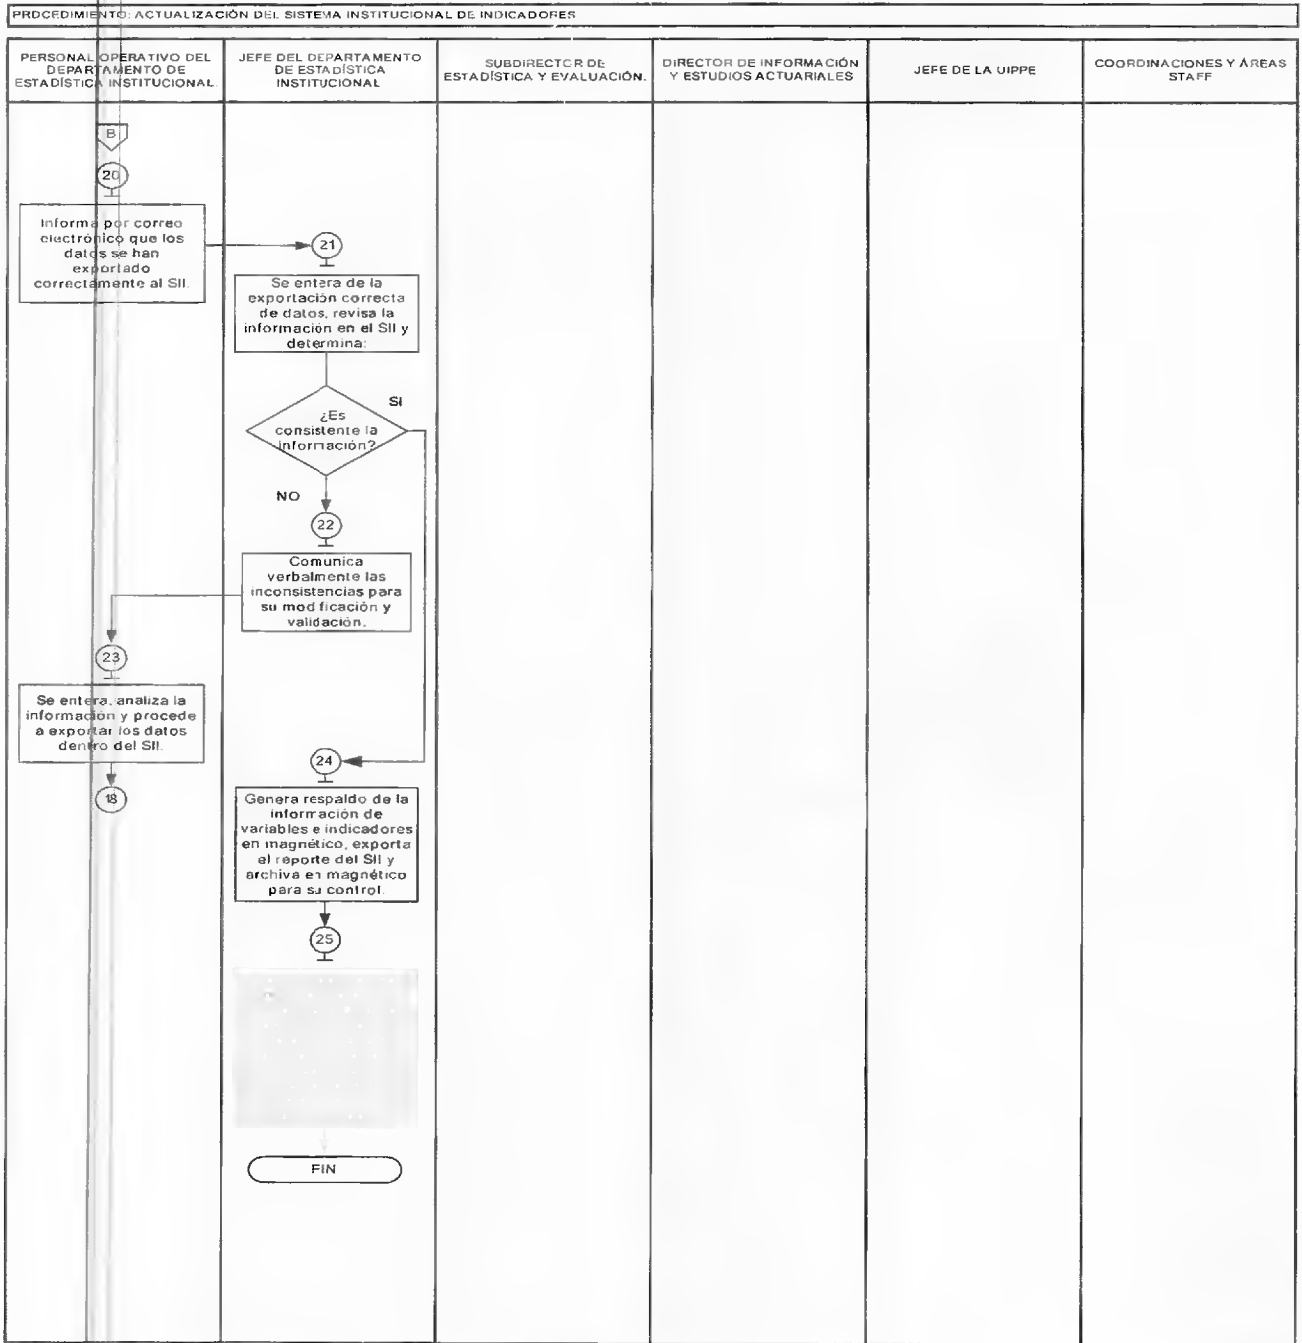 PROCEDIMIENTO: ACTUALIZACIÓN DEL SISTEMA INSTITUCIONAL DE INDICADORES
PERSONAL OPERATIVO DEL
DEPARTAMENTO DE
ESTADÍSTICA INSTITUCIONAL.
JEFE DEL DEPARTAMENTO
DE ESTADÍSTICA
INSTITUCIONAL
SUBDIRECTOR DE
ESTADÍSTICA Y EVALUACIÓN.
DIRECTOR DE INFORMACIÓN
Y ESTUDIOS ACTUARIALES
JEFE DE LA UIPPE
COORDINACIONES Y ÁREAS
STAFF
B
20
Informa por correo
electrónico que los
datos se han
exportado
correctamente al SII.
21
Se entera de la
exportación correcta
de datos, revisa la
información en el SII y
determina:
¿Es
consistente la
información?
SI
NO
22
Comunica
verbalmente las
inconsistencias para
su modificación y
validación.
23
Se entera, analiza la
información y procede
a exportar los datos
dentro del SII.
18
24
Genera respaldo de la
información de
variables e indicadores
en magnético, exporta
el reporte del SII y
archiva en magnético
para su control.
25
FIN